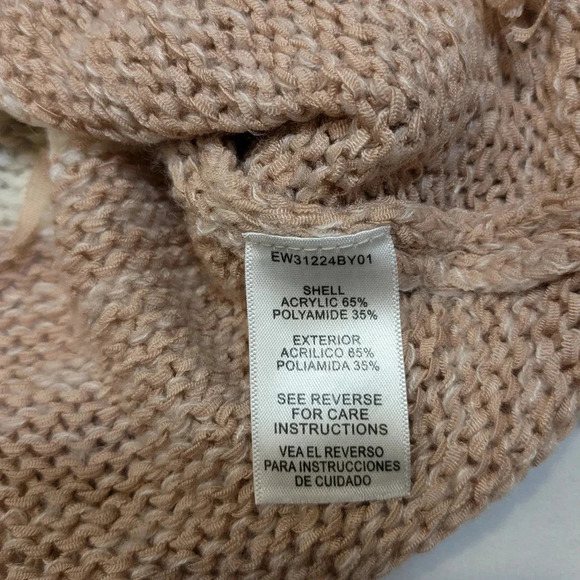 EW31224BY01
SHELL
ACRYLIC 65%
POLYAMIDE 35%
EXTERIOR
ACRILICO 65%
POLIAMIDA 35%
SEE REVERSE
FOR CARE
INSTRUCTIONS
VEA EL REVERSO
PARA INSTRUCCIONES
DE CUIDADO